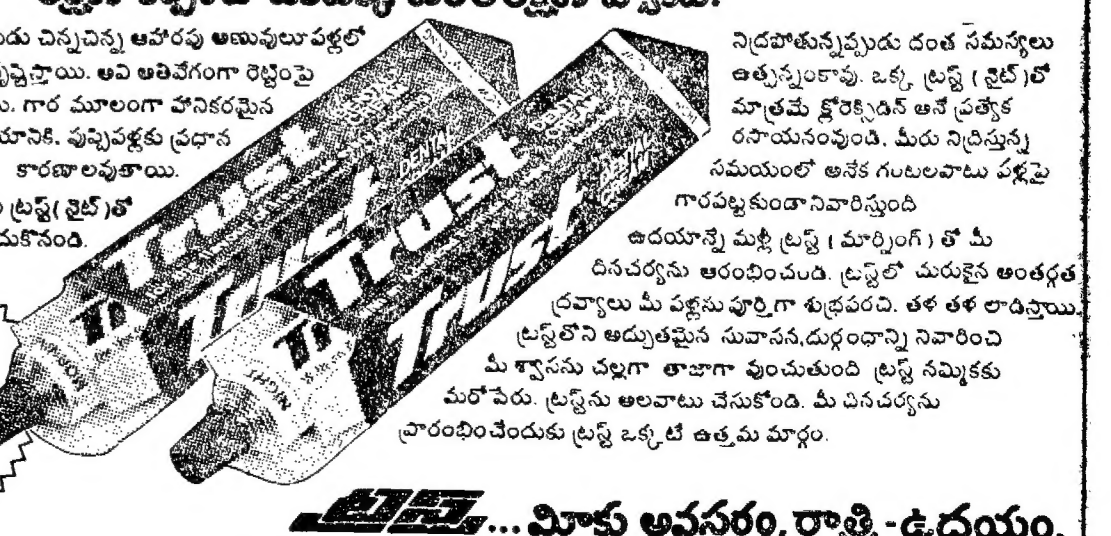 చిన్నచిన్న ఆహారపు అణువులూ పళ్లలో
అవి అతివేగంగా రెట్టింపై
గార మూలంగా హానికరమైన
పుప్పిపళ్లకు ప్రధాన
కారణాలవుతాయి.
ట్రస్ట్ ( నైట్ )తో
Trust
Trust
Trust
Trust
NIGHT
నిద్రపోతున్నప్పుడు దంత సమస్యలు
ఉత్పన్నంకావు. ఒక్క ట్రస్ట్ ( నైట్ )లో
మాత్రమే క్లోరెక్సిడిన్ అనే ప్రత్యేక
రసాయనంవుంది. మీరు నిద్రిస్తున్న
సమయంలో అనేక గంటలపాటు పళ్లపై
గారపట్టకుండా నివారిస్తుంది
ఉదయాన్నే మళ్లీ ట్రస్ట్ ( మార్నింగ్ ) తో మీ
దినచర్యను ఆరంభించండి. ట్రస్ట్‌లో చురుకైన అంతర్గత
ద్రవ్యాలు మీ పళ్లను పూర్తిగా శుభ్రపరచి. తళ తళ లాడిస్తాయి.
ట్రస్ట్‌లోని అద్భుతమైన సువాసన,దుర్గంధాన్ని నివారించి
మీ శ్వాసను చల్లగా తాజాగా వుంచుతుంది ట్రస్ట్ నమ్మికకు
మరోపేరు. ట్రస్ట్‌ను అలవాటు చేసుకోండి. మీ దినచర్యను
ప్రారంభించేందుకు ట్రస్ట్ ఒక్కటే ఉత్తమ మార్గం.
ట్రస్ట్...మీకు అవసరం, రాత్రి -ఉదయం.